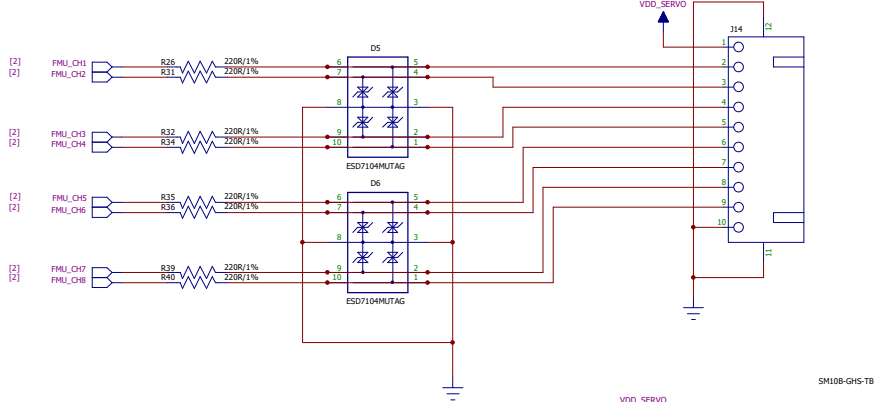 VDD_SERVO
J14
12
D5
[2] FMU_CH1 R26 220R/1% 6 5 1
[2] FMU_CH2 R31 220R/1% 7 4 2
3
8 3 4
[2] FMU_CH3 R32 220R/1% 9 2 5
[2] FMU_CH4 R34 220R/1% 10 1 6
ESD7104MUTAG
7
D6
8
[2] FMU_CH5 R35 220R/1% 6 5
[2] FMU_CH6 R36 220R/1% 7 4 9
10
8 3
11
[2] FMU_CH7 R39 220R/1% 9 2
[2] FMU_CH8 R40 220R/1% 10 1
ESD7104MUTAG
SM10B-GHS-TB
VDD_SERVO